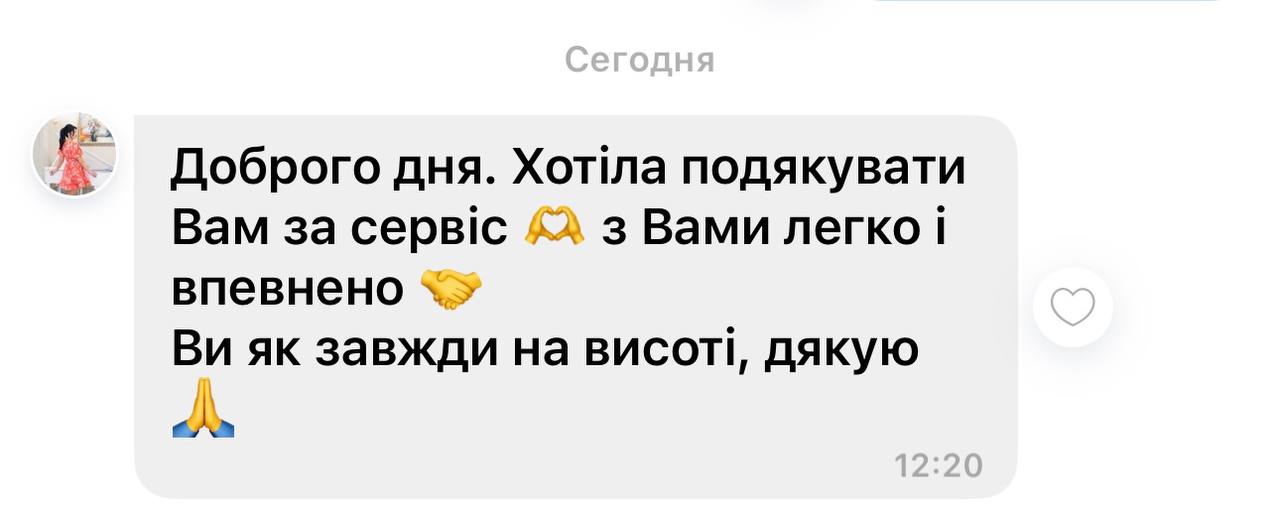 Сегодня
Доброго дня. Хотіла подякувати
Вам за сервіс 🫶 з Вами легко і
впевнено 🤝
Ви як завжди на висоті, дякую
🙏
12:20